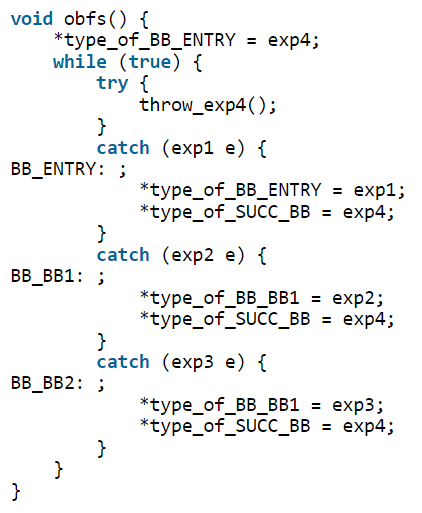 void obfs() {
    *type_of_BB_ENTRY = exp4;
    while (true) {
        try {
            throw_exp4();
        }
        catch (exp1 e) {
BB_ENTRY: ;
            *type_of_BB_ENTRY = exp1;
            *type_of_SUCC_BB = exp4;
        }
        catch (exp2 e) {
BB_BB1: ;
            *type_of_BB_BB1 = exp2;
            *type_of_SUCC_BB = exp4;
        }
        catch (exp3 e) {
BB_BB2: ;
            *type_of_BB_BB1 = exp3;
            *type_of_SUCC_BB = exp4;
        }
    }
}